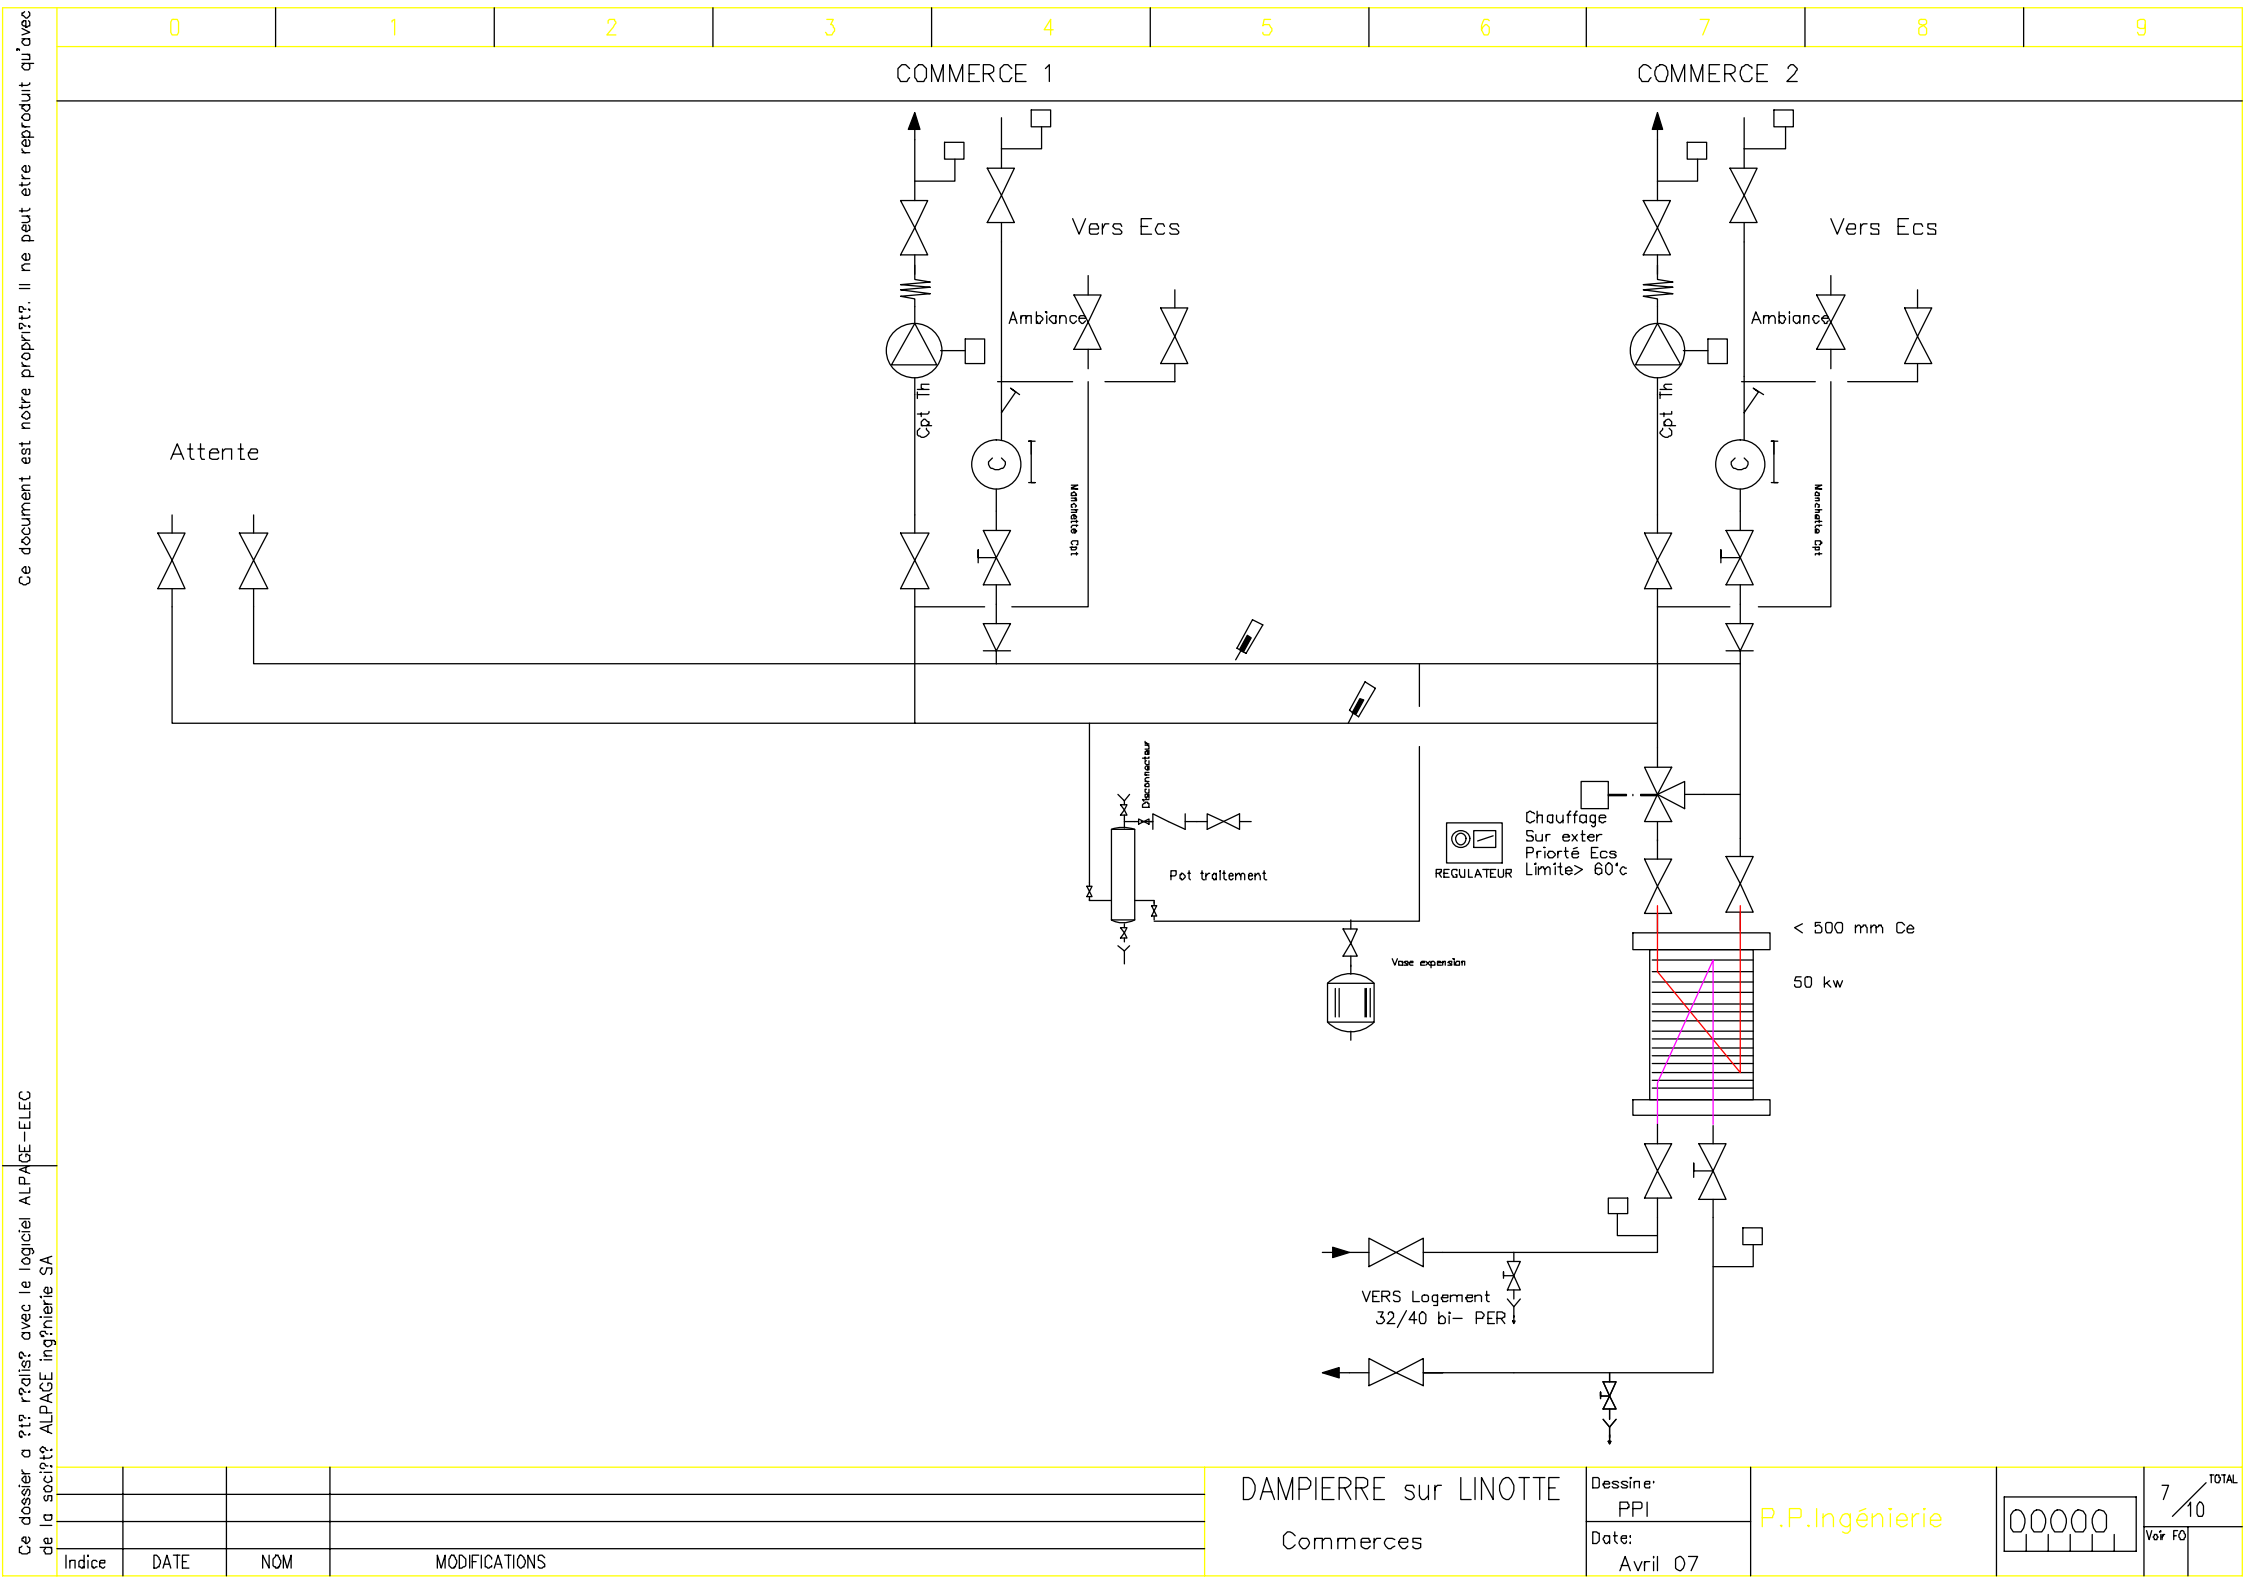 0 1 2 3 4 5 6 7 8 9
COMMERCE 1
COMMERCE 2
Ce document est notre propri?t?. Il ne peut etre reproduit qu'avec
Vers Ecs
Vers Ecs
Ambiance
Ambiance
Cpt Th
Cpt Th
Attente
C
C
Manchette Cpt
Manchette Cpt
Disconnecteur
Pot traitement
REGULATEUR
Chauffage
Sur exter
Priorté Ecs
Limite> 60°c
Vase expension
< 500 mm Ce
50 kw
VERS Logement
32/40 bi- PER
Ce dossier a ?t? r?alis? avec le logiciel ALPAGE-ELEC
de la soci?t? ALPAGE ing?nierie SA
Indice DATE NOM MODIFICATIONS
DAMPIERRE sur LINOTTE
Commerces
Dessine:
PPI
Date:
Avril 07
P.P.Ingénierie
00000
7/10 TOTAL
Voir FO